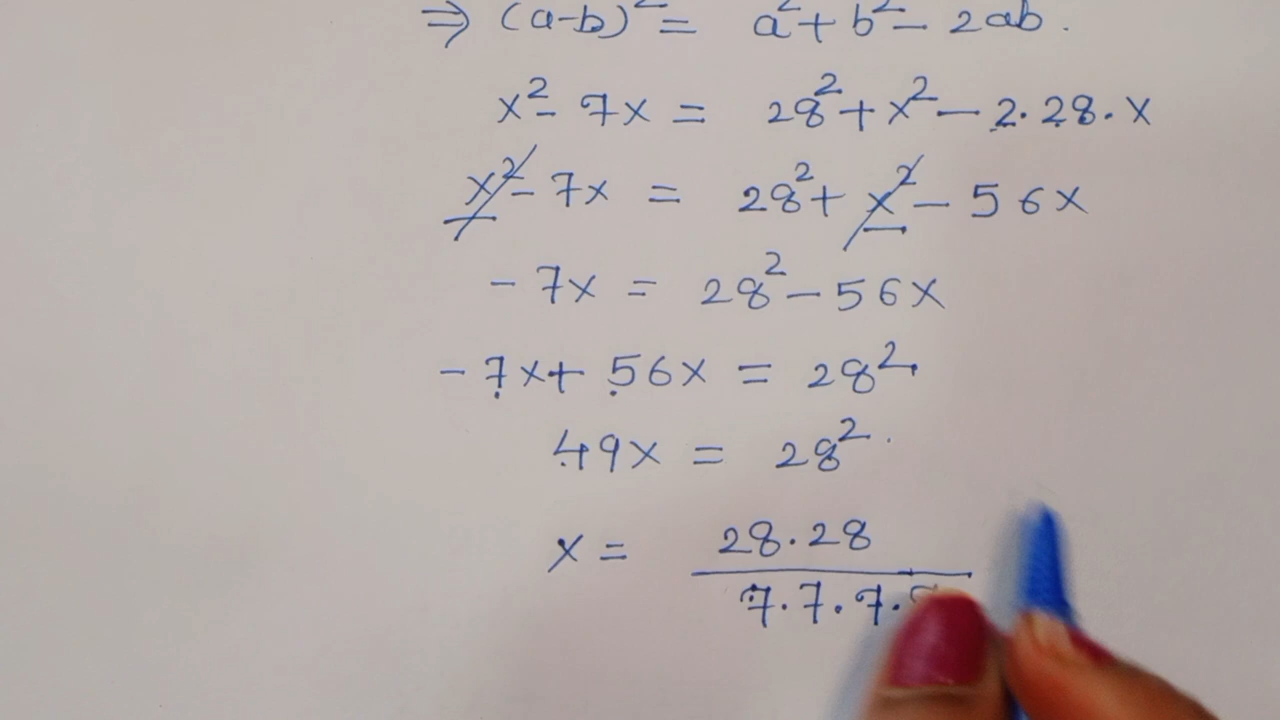 ⇒ (a-b)² = a² + b² - 2ab.
x² - 7x = 28² + x² - 2.28.x
x² - 7x = 28² + x² - 56x
- 7x = 28² - 56x
- 7x + 56x = 28²
49x = 28²
x = 28.28
7.7.7.